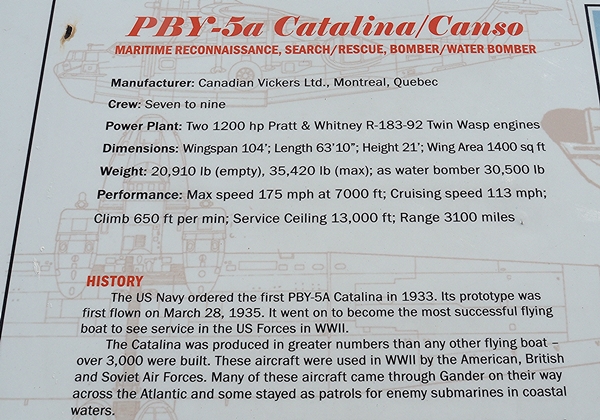 PBY-5a Catalina/Canso
MARITIME RECONNAISSANCE, SEARCH/RESCUE, BOMBER/WATER BOMBER
Manufacturer: Canadian Vickers Ltd., Montreal, Quebec
Crew: Seven to nine
Power Plant: Two 1200 hp Pratt & Whitney R-183-92 Twin Wasp engines
Dimensions: Wingspan 104'; Length 63'10"; Height 21'; Wing Area 1400 sq ft
Weight: 20,910 lb (empty), 35,420 lb (max); as water bomber 30,500 lb
Performance: Max speed 175 mph at 7000 ft; Cruising speed 113 mph;
Climb 650 ft per min; Service Ceiling 13,000 ft; Range 3100 miles
HISTORY
The US Navy ordered the first PBY-5A Catalina in 1933. Its prototype was
first flown on March 28, 1935. It went on to become the most successful flying
boat to see service in the US Forces in WWII.
The Catalina was produced in greater numbers than any other flying boat –
over 3,000 were built. These aircraft were used in WWII by the American, British
and Soviet Air Forces. Many of these aircraft came through Gander on their way
across the Atlantic and some stayed as patrols for enemy submarines in coastal
waters.